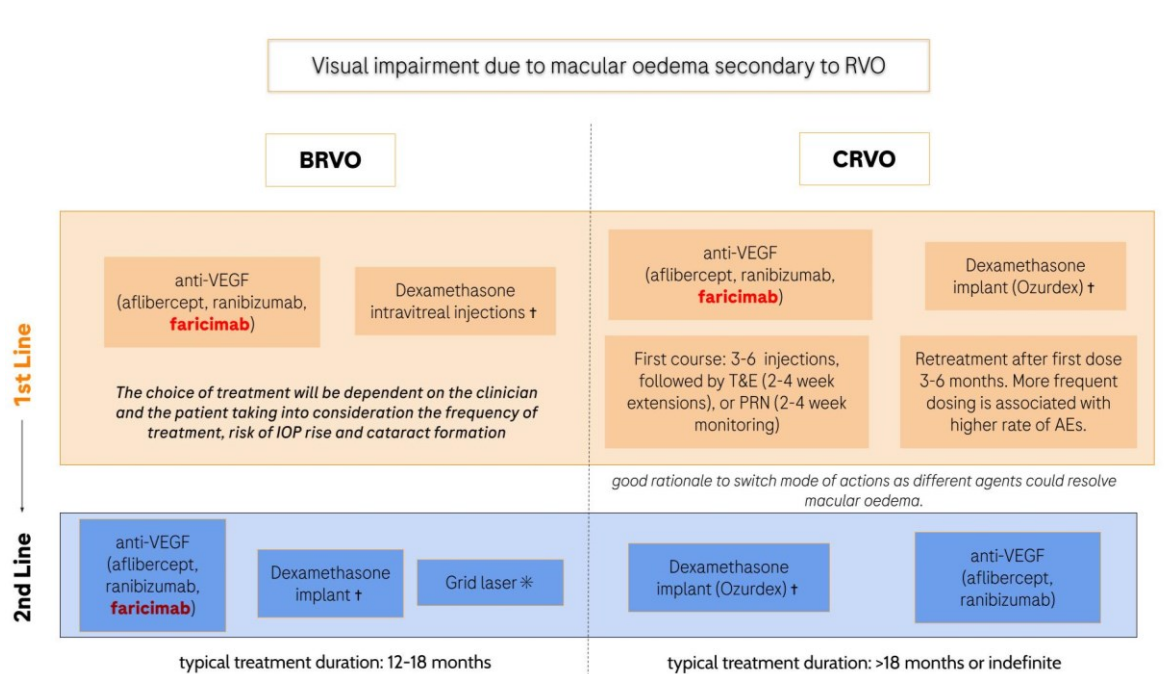 Visual impairment due to macular oedema secondary to RVO
BRVO
CRVO
1st Line
anti-VEGF
(aflibercept, ranibizumab,
faricimab)
Dexamethasone
intravitreal injections †
The choice of treatment will be dependent on the clinician
and the patient taking into consideration the frequency of
treatment, risk of IOP rise and cataract formation
anti-VEGF
(aflibercept, ranibizumab,
faricimab)
Dexamethasone
implant (Ozurdex) †
First course: 3-6 injections,
followed by T&E (2-4 week
extensions), or PRN (2-4 week
monitoring)
Retreatment after first dose
3-6 months. More frequent
dosing is associated with
higher rate of AEs.
good rationale to switch mode of actions as different agents could resolve
macular oedema.
2nd Line
anti-VEGF
(aflibercept,
ranibizumab,
faricimab)
Dexamethasone
implant †
Grid laser ✳
Dexamethasone
implant (Ozurdex) †
anti-VEGF
(aflibercept,
ranibizumab)
typical treatment duration: 12-18 months
typical treatment duration: >18 months or indefinite